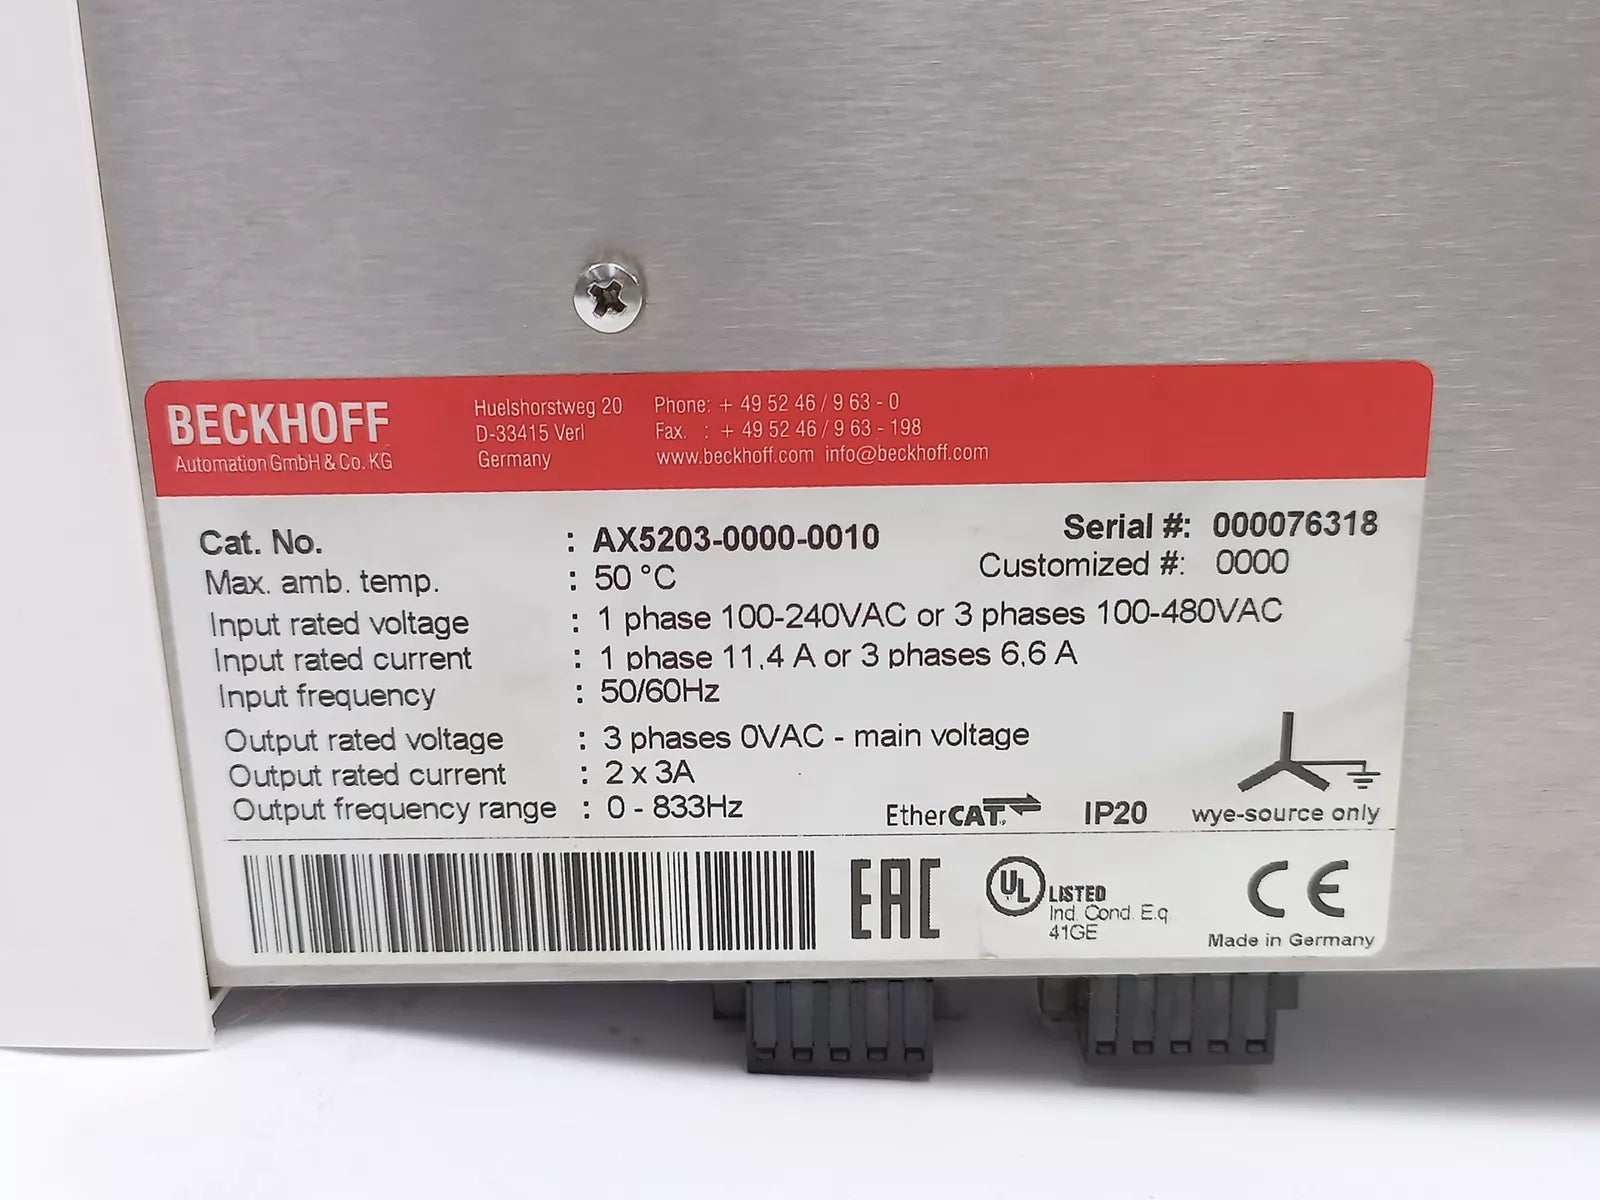 BECKHOFF
Automation GmbH & Co. KG
Huelshorstweg 20
D-33415 Verl
Germany
Phone: + 49 52 46 / 9 63 - 0
Fax. : + 49 52 46 / 9 63 - 198
www.beckhoff.com info@beckhoff.com
Cat. No. : AX5203-0000-0010 Serial #: 000076318
Max. amb. temp. : 50 °C Customized #: 0000
Input rated voltage : 1 phase 100-240VAC or 3 phases 100-480VAC
Input rated current : 1 phase 11,4 A or 3 phases 6,6 A
Input frequency : 50/60Hz
Output rated voltage : 3 phases 0VAC - main voltage
Output rated current : 2 x 3A
Output frequency range : 0 - 833Hz
EtherCAT IP20 wye-source only
EAC
UL LISTED
Ind. Cond. E.q.
41GE
CE
Made in Germany